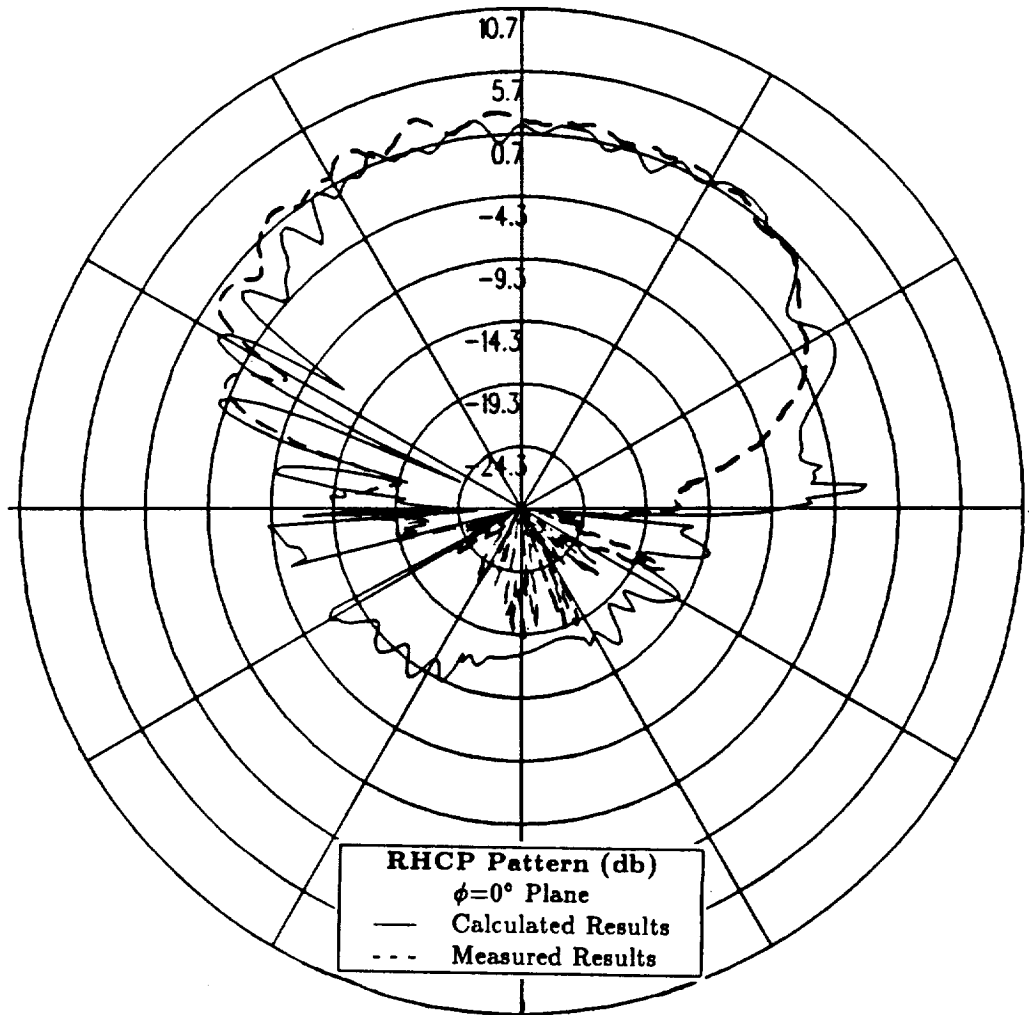 10.7
5.7
0.7
-4.3
-9.3
-14.3
-19.3
-24.3
RHCP Pattern (db)
ϕ=0° Plane
Calculated Results
Measured Results